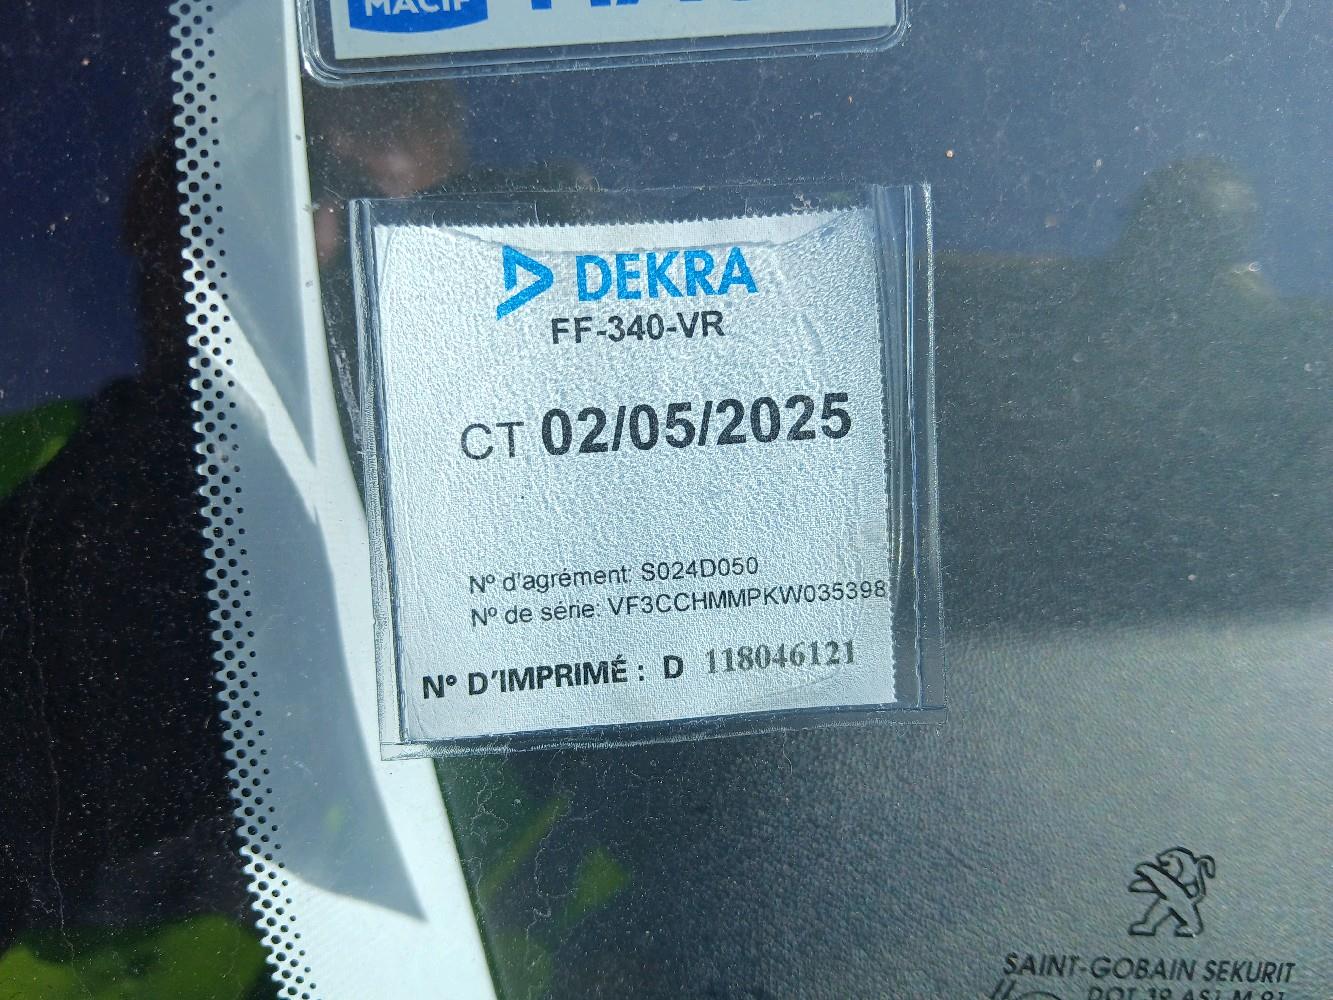 MACIF
DEKRA
FF-340-VR
CT 02/05/2025
N° d'agrément: S024D050
N° de série: VF3CCHMMPKW035398
N° D'IMPRIMÉ : D 118046121
SAINT-GOBAIN SEKURIT